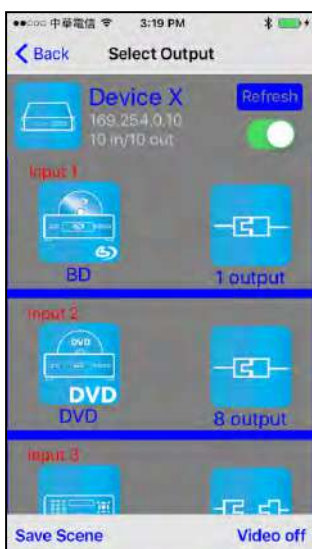 中華電信 3:19 PM
Back Select Output
Device X Refresh
169.254.0.10
10 in/10 out
Input 1
BD 1 output
Input 2
DVD
DVD
DVD 8 output
Input 3
Save Scene Video off